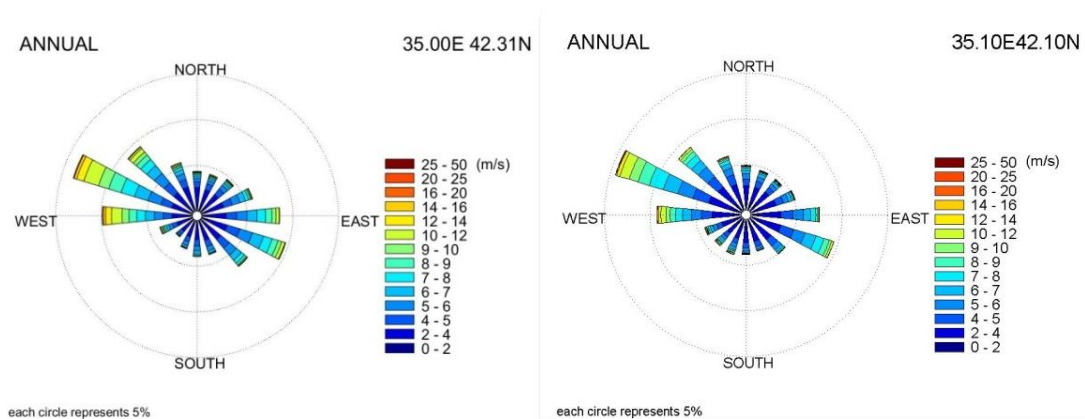 ANNUAL
35.00E 42.31N
NORTH
25 - 50 (m/s)
20 - 25
16 - 20
14 - 16
12 - 14
10 - 12
9 - 10
8 - 9
7 - 8
6 - 7
5 - 6
4 - 5
2 - 4
0 - 2
WEST
EAST
SOUTH
each circle represents 5%
ANNUAL
35.10E42.10N
NORTH
25 - 50 (m/s)
20 - 25
16 - 20
14 - 16
12 - 14
10 - 12
9 - 10
8 - 9
7 - 8
6 - 7
5 - 6
4 - 5
2 - 4
0 - 2
WEST
EAST
SOUTH
each circle represents 5%